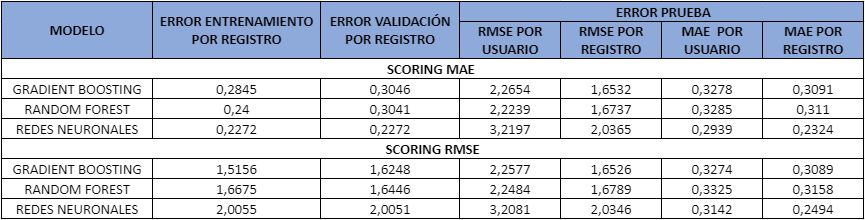 MODELO ERROR ENTRENAMIENTO POR REGISTRO ERROR VALIDACIÓN POR REGISTRO ERROR PRUEBA
RMSE POR USUARIO RMSE POR REGISTRO MAE POR USUARIO MAE POR REGISTRO
SCORING MAE
GRADIENT BOOSTING 0,2845 0,3046 2,2654 1,6532 0,3278 0,3091
RANDOM FOREST 0,24 0,3041 2,2239 1,6737 0,3285 0,311
REDES NEURONALES 0,2272 0,2272 3,2197 2,0365 0,2939 0,2324
SCORING RMSE
GRADIENT BOOSTING 1,5156 1,6248 2,2577 1,6526 0,3274 0,3089
RANDOM FOREST 1,6675 1,6446 2,2484 1,6789 0,3325 0,3158
REDES NEURONALES 2,0055 2,0051 3,2081 2,0346 0,3142 0,2494